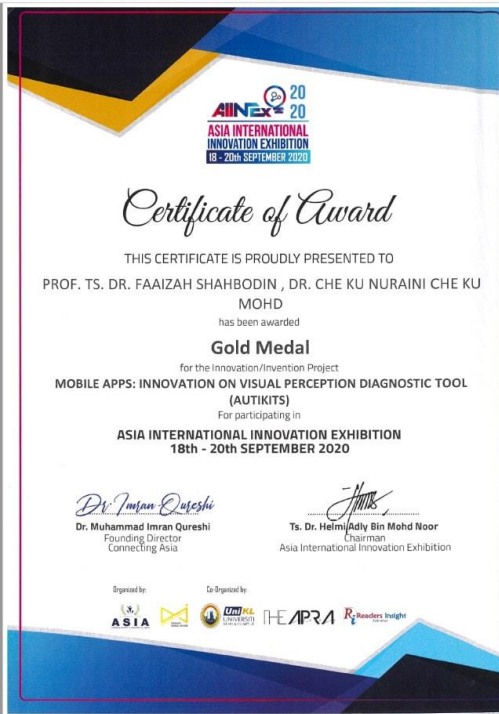 AIINEx 20
20
ASIA INTERNATIONAL
INNOVATION EXHIBITION
18 - 20th SEPTEMBER 2020
Certificate of Award
THIS CERTIFICATE IS PROUDLY PRESENTED TO
PROF. TS. DR. FAAIZAH SHAHBODIN , DR. CHE KU NURAINI CHE KU
MOHD
has been awarded
Gold Medal
for the Innovation/Invention Project
MOBILE APPS: INNOVATION ON VISUAL PERCEPTION DIAGNOSTIC TOOL
(AUTIKITS)
For participating in
ASIA INTERNATIONAL INNOVATION EXHIBITION
18th - 20th SEPTEMBER 2020
Dr. Imran Qureshi
Dr. Muhammad Imran Qureshi
Founding Director
Connecting Asia
Ts. Dr. Helmi Adly Bin Mohd Noor
Chairman
Asia International Innovation Exhibition
Organized by:
Co-Organized by:
ASIA
UniKL
UNIVERSITI
THE APRA
Readers Insight